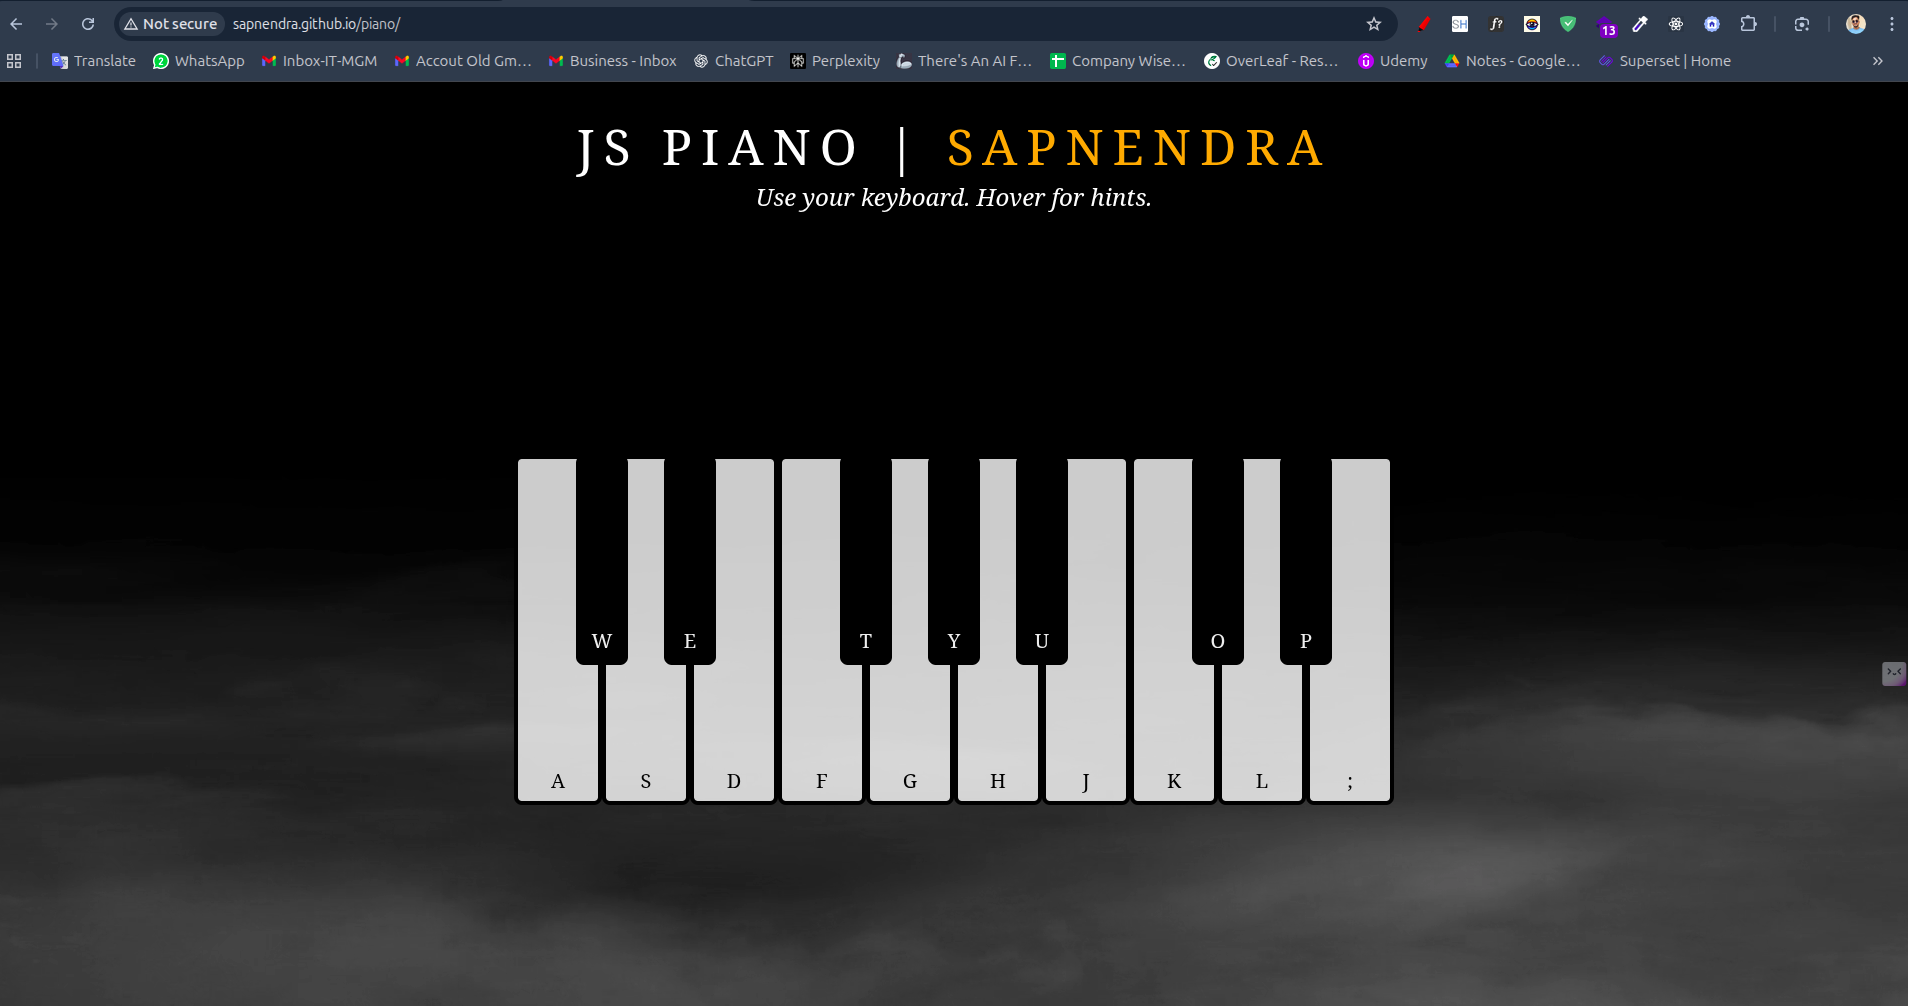 Not secure sapnendra.github.io/piano/ SH f? 13
Translate 2 WhatsApp Inbox-IT-MGM Accout Old Gm... Business - Inbox ChatGPT Perplexity There's An AI F... Company Wise... OverLeaf - Res... Udemy Notes - Google... Superset | Home »
JS PIANO | SAPNENDRA
Use your keyboard. Hover for hints.
W E T Y U O P
A S D F G H J K L ;